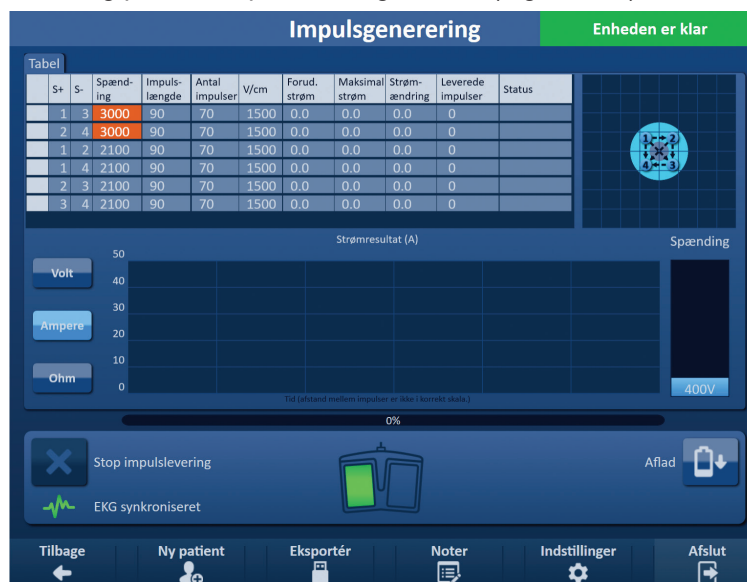 Impulsgenerering
Enheden er klar
Tabel
S+ S- Spænd-ing Impuls-længde Antal impulser V/cm Forud. strøm Maksimal strøm Strøm-ændring Leverede impulser Status
1 3 3000 90 70 1500 0.0 0.0 0.0 0
2 4 3000 90 70 1500 0.0 0.0 0.0 0
1 2 2100 90 70 1500 0.0 0.0 0.0 0
1 4 2100 90 70 1500 0.0 0.0 0.0 0
2 3 2100 90 70 1500 0.0 0.0 0.0 0
3 4 2100 90 70 1500 0.0 0.0 0.0 0
1 2
4 3
Strømresultat (A)
Spænding
50
40
30
20
10
0
Volt
Ampere
Ohm
Tid (afstand mellem impulser er ikke i korrekt skala.)
400V
0%
Stop impulslevering
Aflad
EKG synkroniseret
Tilbage
Ny patient
Eksportér
Noter
Indstillinger
Afslut